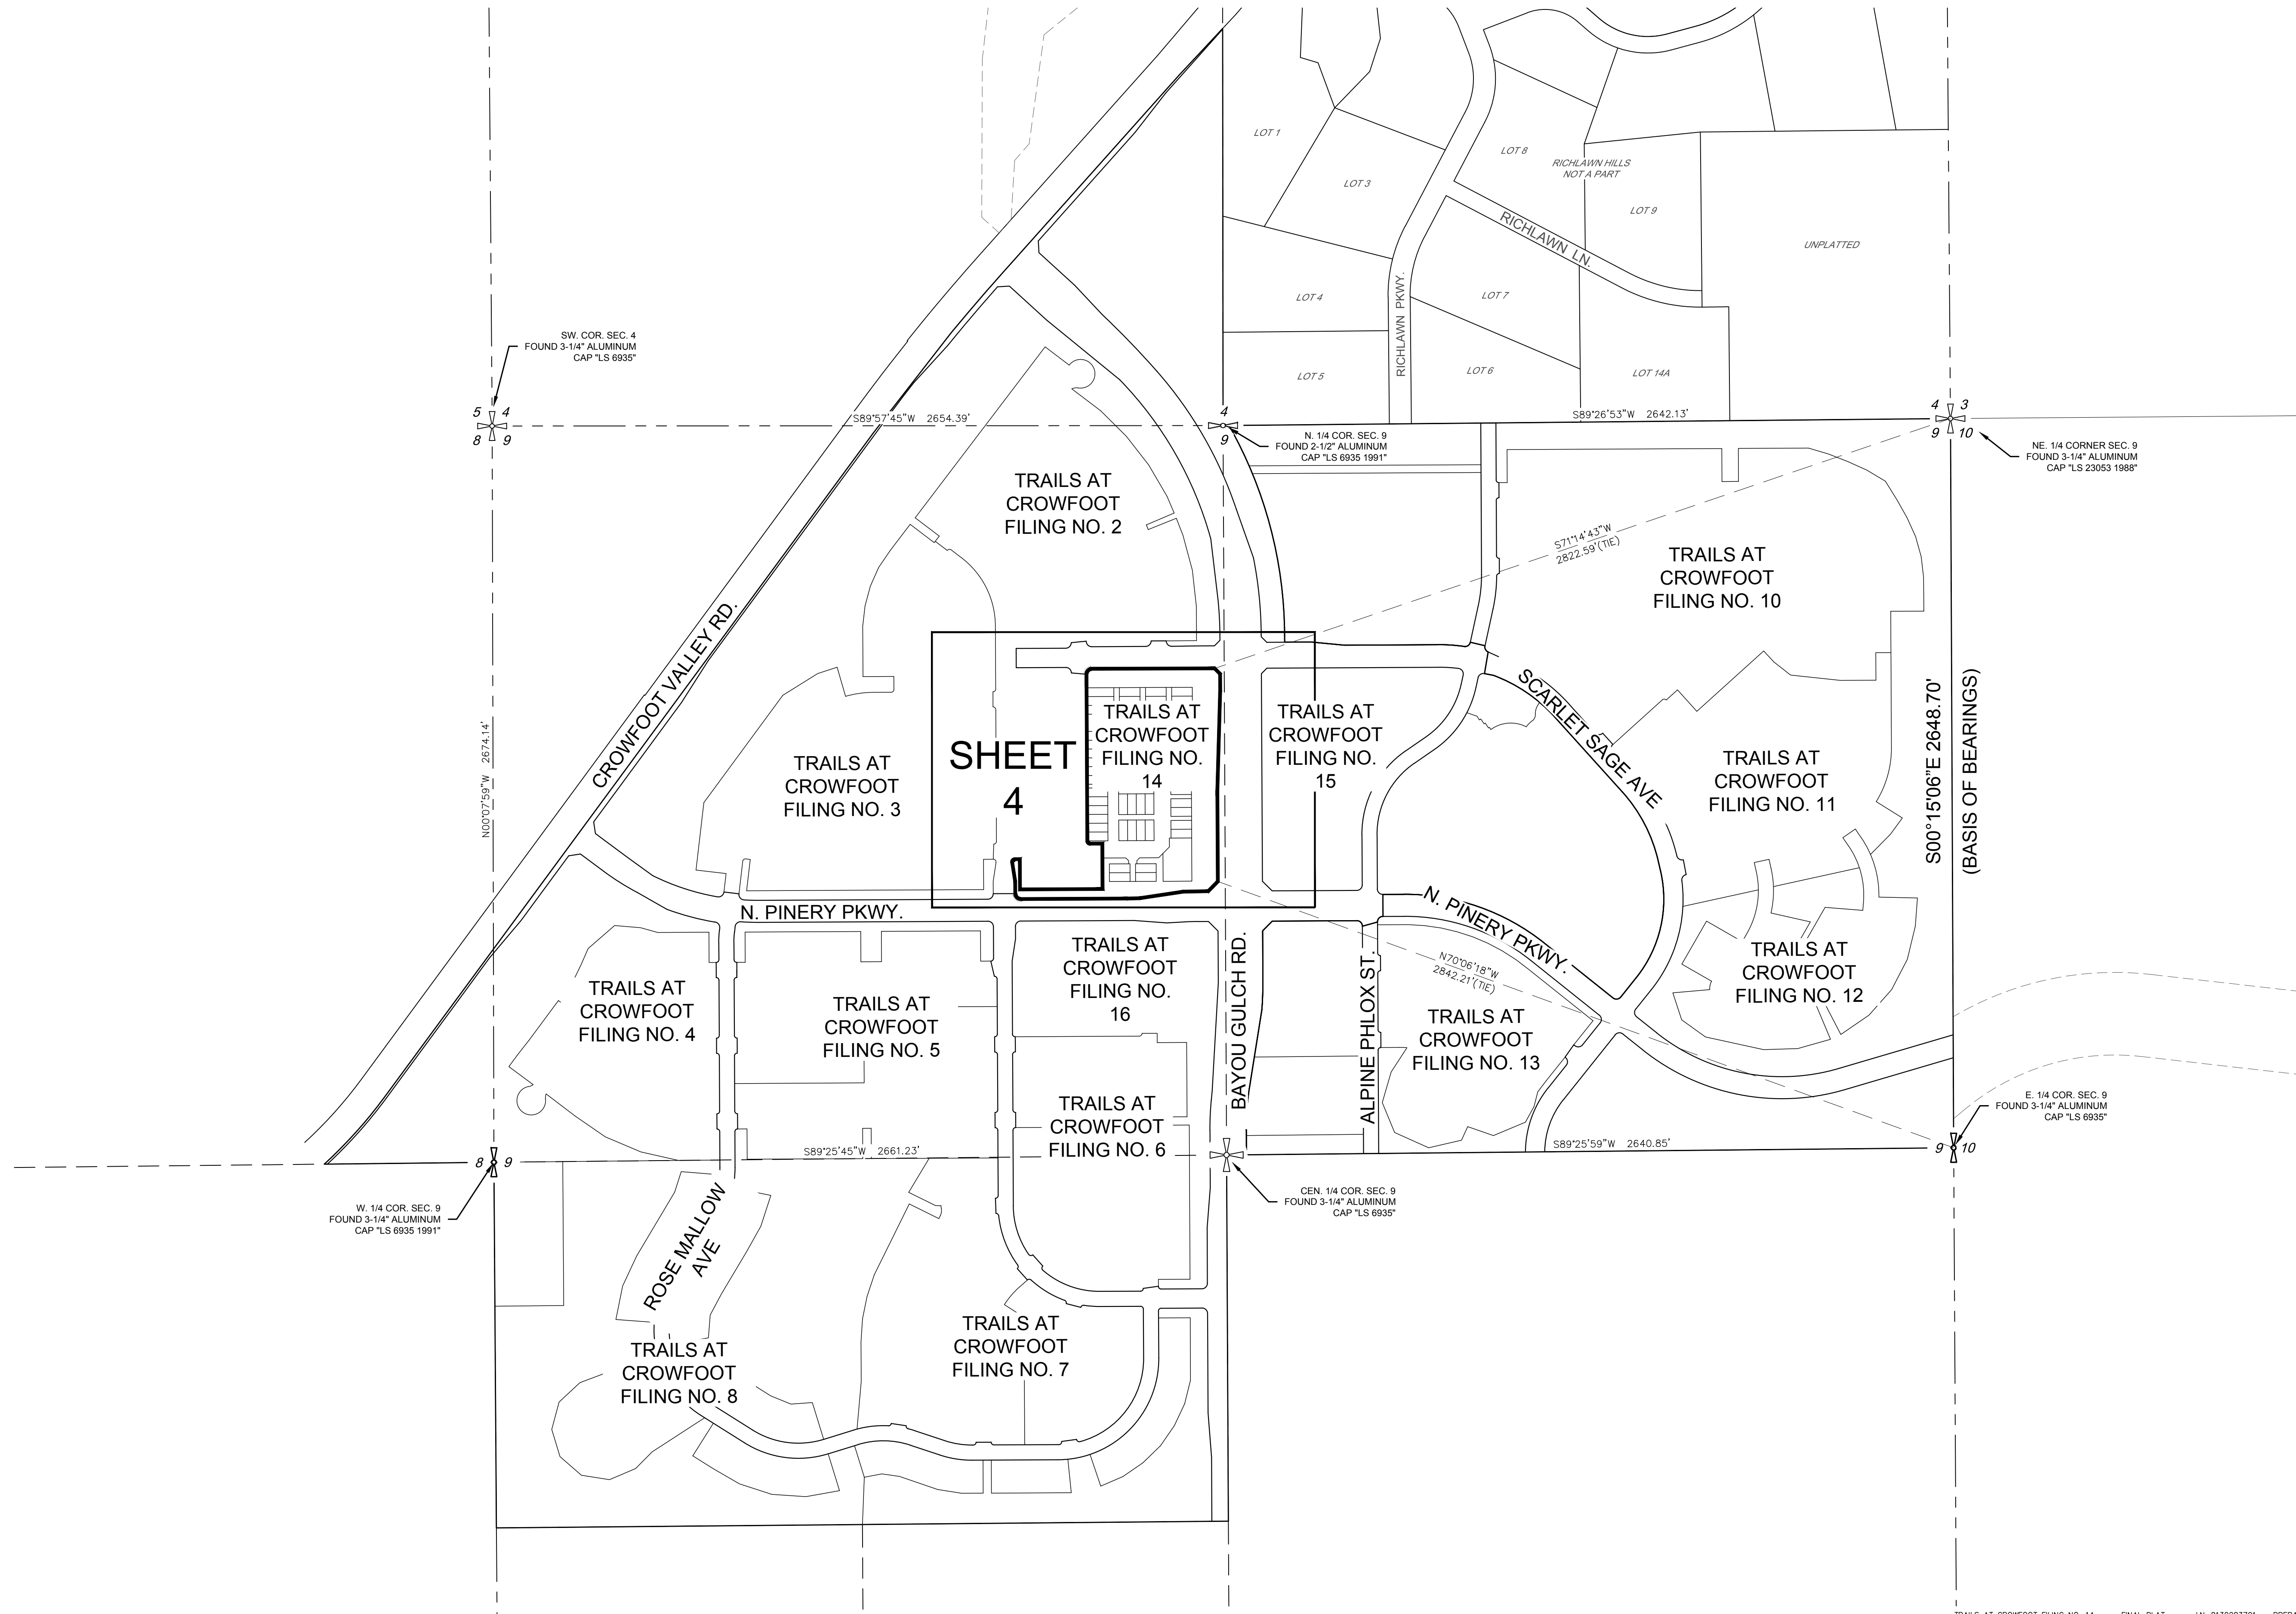 LOT 1
LOT 3
LOT 8
RICHLAWN HILLS
NOT A PART
LOT 9
RICHLAWN LN.
UNPLATTED
LOT 4
LOT 7
RICHLAWN PKWY.
LOT 5
LOT 6
LOT 14A
SW. COR. SEC. 4
FOUND 3-1/4" ALUMINUM
CAP "LS 6935"
5 4
8 9
S89°57'45"W 2654.39'
4
9
N. 1/4 COR. SEC. 9
FOUND 2-1/2" ALUMINUM
CAP "LS 6935 1991"
S89°26'53"W 2642.13'
4 3
9 10
NE. 1/4 CORNER SEC. 9
FOUND 3-1/4" ALUMINUM
CAP "LS 23053 1988"
TRAILS AT
CROWFOOT
FILING NO. 2
S71°14'43"W
2822.59'(TIE)
TRAILS AT
CROWFOOT
FILING NO. 10
CROWFOOT VALLEY RD.
N00°07'59"W 2674.14'
TRAILS AT
CROWFOOT
FILING NO. 3
SHEET
4
TRAILS AT
CROWFOOT
FILING NO.
14
TRAILS AT
CROWFOOT
FILING NO.
15
SCARLET SAGE AVE
TRAILS AT
CROWFOOT
FILING NO. 11
S00°15'06"E 2648.70'
(BASIS OF BEARINGS)
N. PINERY PKWY.
N. PINERY PKWY.
TRAILS AT
CROWFOOT
FILING NO. 4
TRAILS AT
CROWFOOT
FILING NO. 5
TRAILS AT
CROWFOOT
FILING NO.
16
BAYOU GULCH RD.
ALPINE PHLOX ST.
N70°06'18"W
2842.21'(TIE)
TRAILS AT
CROWFOOT
FILING NO. 13
TRAILS AT
CROWFOOT
FILING NO. 12
TRAILS AT
CROWFOOT
FILING NO. 6
E. 1/4 COR. SEC. 9
FOUND 3-1/4" ALUMINUM
CAP "LS 6935"
8 9
S89°25'45"W 2661.23'
S89°25'59"W 2640.85'
9 10
W. 1/4 COR. SEC. 9
FOUND 3-1/4" ALUMINUM
CAP "LS 6935 1991"
CEN. 1/4 COR. SEC. 9
FOUND 3-1/4" ALUMINUM
CAP "LS 6935"
ROSE MALLOW
AVE
TRAILS AT
CROWFOOT
FILING NO. 8
TRAILS AT
CROWFOOT
FILING NO. 7